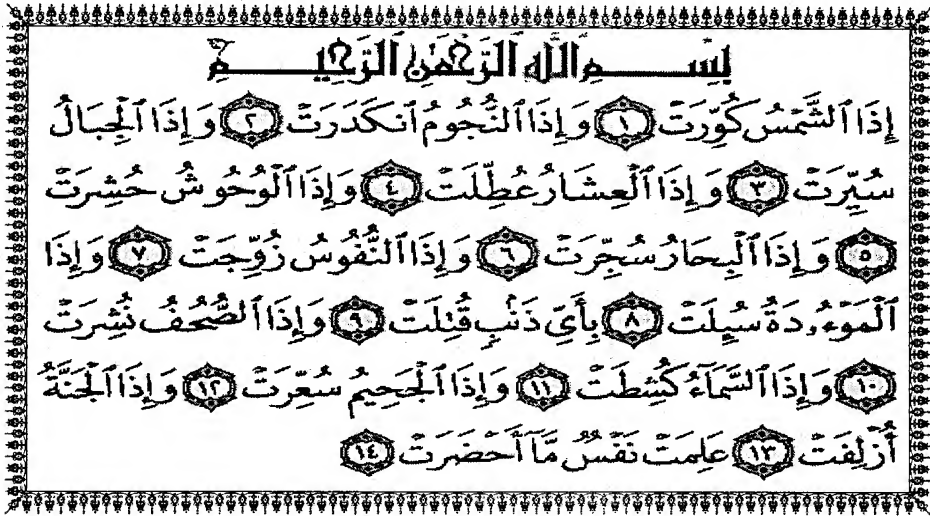 بِسْمِ ٱللَّهِ ٱلرَّحْمَٰنِ ٱلرَّحِيمِ
إِذَا ٱلشَّمْسُ كُوِّرَتْ ١ وَإِذَا ٱلنُّجُومُ ٱنكَدَرَتْ ٢ وَإِذَا ٱلْجِبَالُ
سُيِّرَتْ ٣ وَإِذَا ٱلْعِشَارُ عُطِّلَتْ ٤ وَإِذَا ٱلْوُحُوشُ حُشِرَتْ
٥ وَإِذَا ٱلْبِحَارُ سُجِّرَتْ ٦ وَإِذَا ٱلنُّفُوسُ زُوِّجَتْ ٧ وَإِذَا
ٱلْمَوْءُۥدَةُ سُئِلَتْ ٨ بِأَيِّ ذَنۢبٍ قُتِلَتْ ٩ وَإِذَا ٱلصُّحُفُ نُشِرَتْ
١٠ وَإِذَا ٱلسَّمَآءُ كُشِطَتْ ١١ وَإِذَا ٱلْجَحِيمُ سُعِّرَتْ ١٢ وَإِذَا ٱلْجَنَّةُ
أُزْلِفَتْ ١٣ عَلِمَتْ نَفْسٌ مَّآ أَحْضَرَتْ ١٤